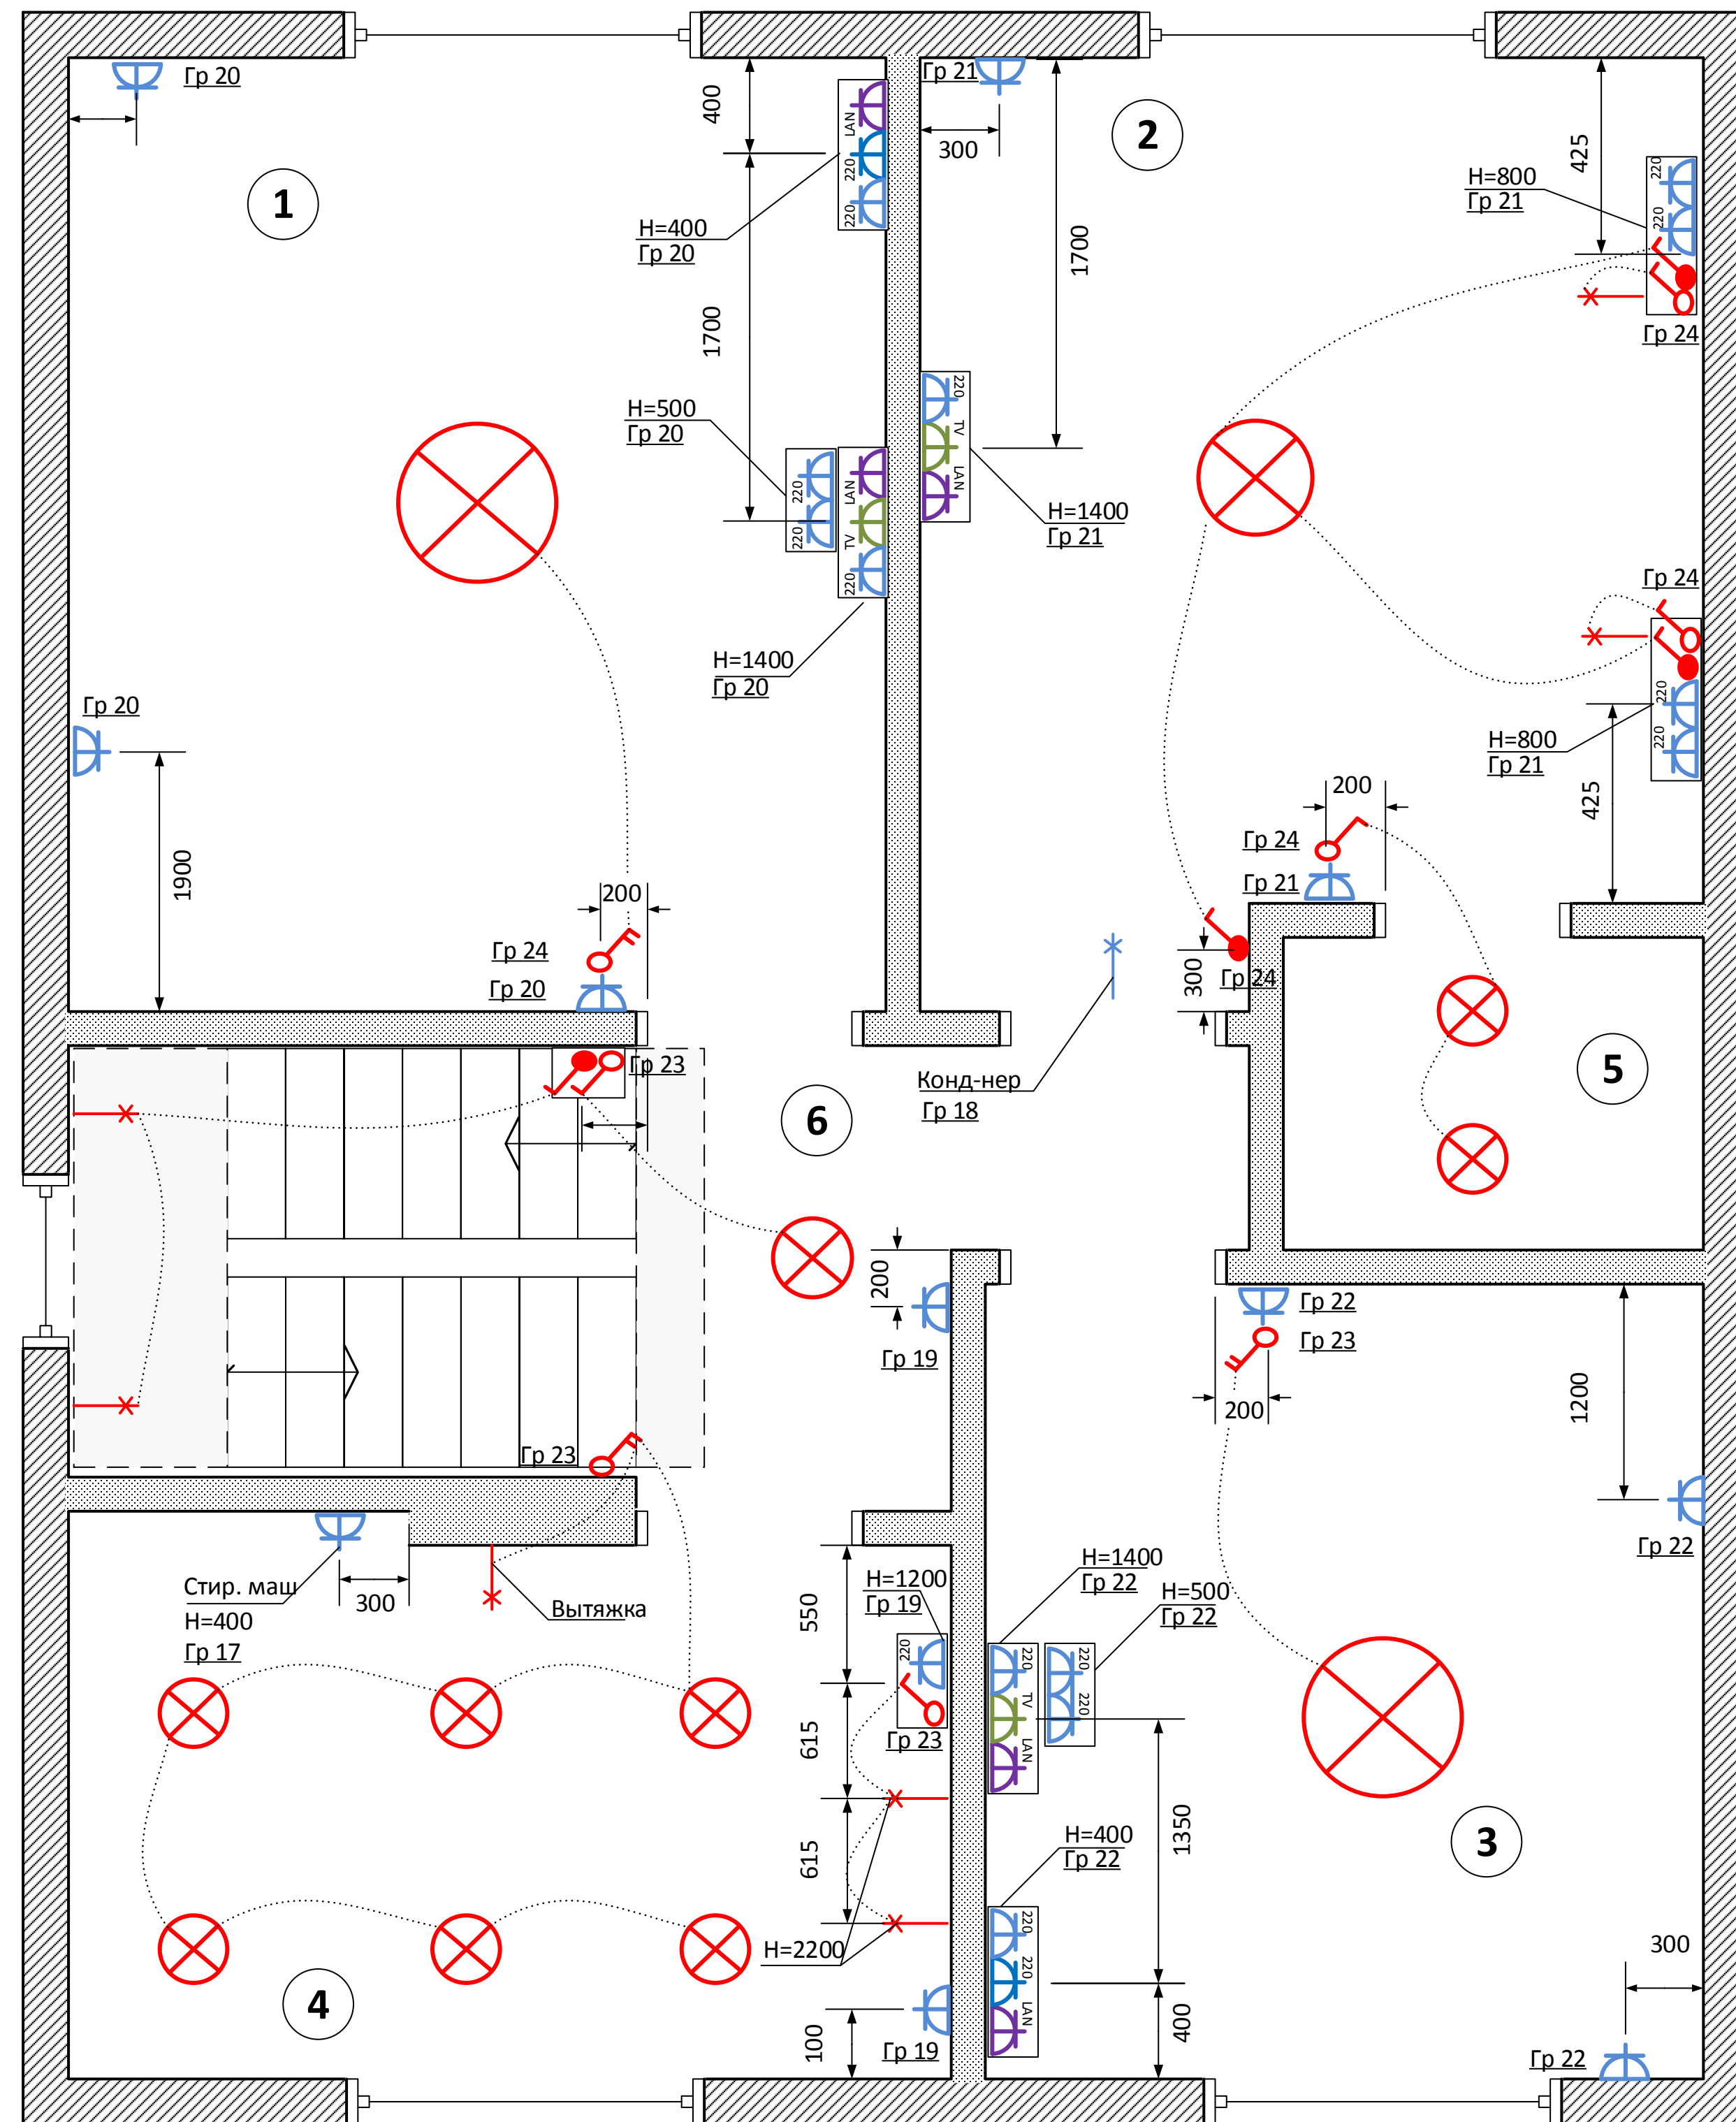 Гр 20
400
LAN
220
220
1
H=400
Гр 20
1700
H=500
Гр 20
220
220
LAN
TV
220
H=1400
Гр 20
Гр 20
1900
200
Гр 24
Гр 20
Гр 21
300
2
1700
425
H=800
Гр 21
220
220
Гр 24
220
TV
LAN
H=1400
Гр 21
Гр 24
220
220
H=800
Гр 21
425
200
Гр 24
Гр 21
300
Гр 24
Гр 23
6
Конд-нер
Гр 18
5
200
Гр 19
Гр 22
Гр 23
200
1200
Гр 22
Гр 23
Стир. маш
H=400
Гр 17
300
Вытяжка
550
H=1200
Гр 19
220
Гр 23
615
615
H=2200
4
100
Гр 19
H=1400
Гр 22
H=500
Гр 22
220
TV
LAN
220
220
1350
H=400
Гр 22
220
220
LAN
400
3
300
Гр 22